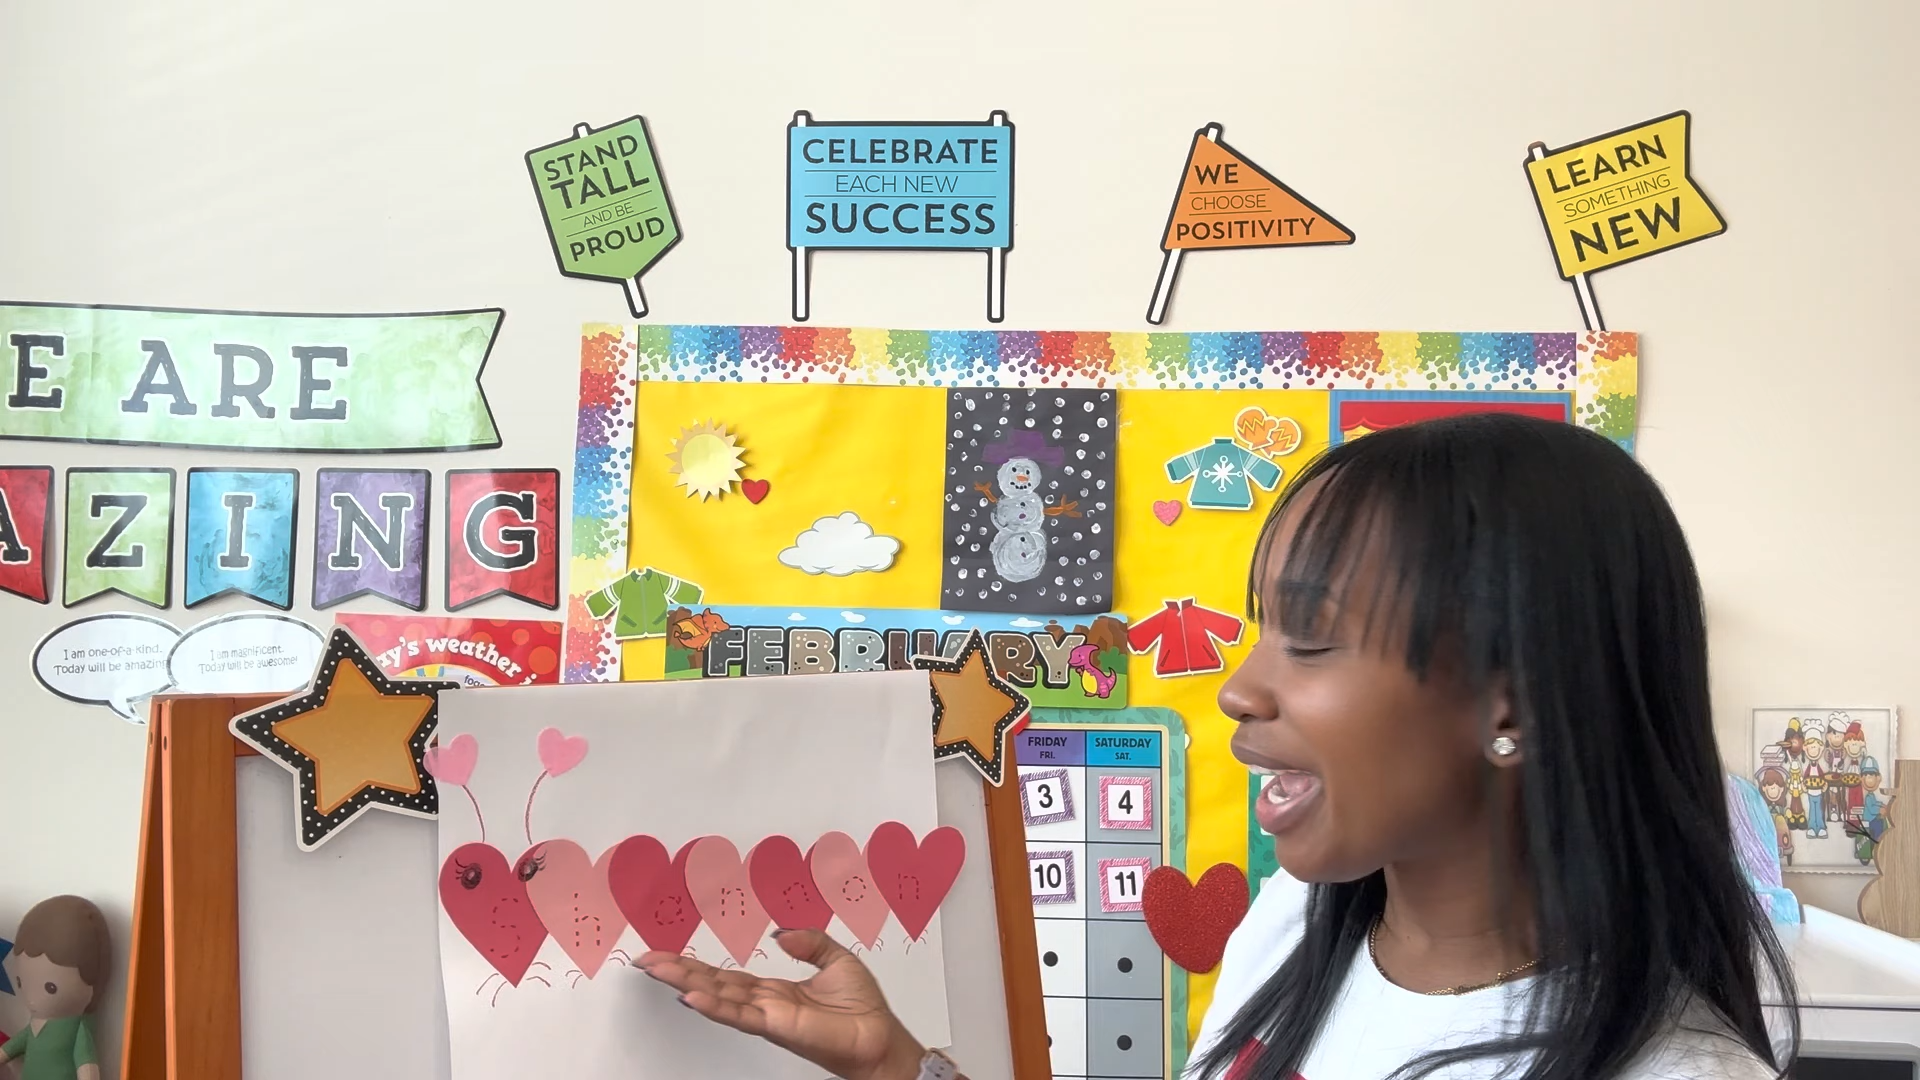 STAND
TALL
AND BE
PROUD
CELEBRATE
EACH NEW
SUCCESS
WE
CHOOSE
POSITIVITY
LEARN
SOMETHING
NEW
E ARE
AZING
I am one-of-a-kind.
Today will be amazing
I am magnificent.
Today will be awesome!
y's weather
FEBRUARY
FRIDAY
FRI.
SATURDAY
SAT.
3
4
10
11
Shannon